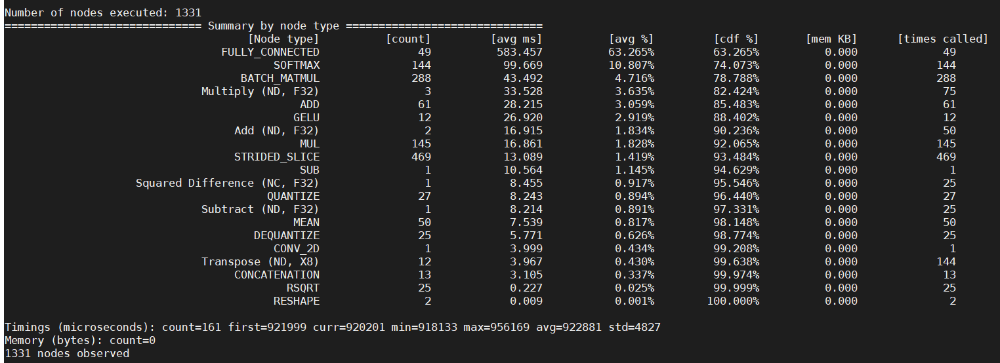 Number of nodes executed: 1331
============================== Summary by node type ==============================
[Node type] [count] [avg ms] [avg %] [cdf %] [mem KB] [times called]
FULLY_CONNECTED 49 583.457 63.265% 63.265% 0.000 49
SOFTMAX 144 99.669 10.807% 74.073% 0.000 144
BATCH_MATMUL 288 43.492 4.716% 78.788% 0.000 288
Multiply (ND, F32) 3 33.528 3.635% 82.424% 0.000 75
ADD 61 28.215 3.059% 85.483% 0.000 61
GELU 12 26.920 2.919% 88.402% 0.000 12
Add (ND, F32) 2 16.915 1.834% 90.236% 0.000 50
MUL 145 16.861 1.828% 92.065% 0.000 145
STRIDED_SLICE 469 13.089 1.419% 93.484% 0.000 469
SUB 1 10.564 1.145% 94.629% 0.000 1
Squared Difference (NC, F32) 1 8.455 0.917% 95.546% 0.000 25
QUANTIZE 27 8.243 0.894% 96.440% 0.000 27
Subtract (ND, F32) 1 8.214 0.891% 97.331% 0.000 25
MEAN 50 7.539 0.817% 98.148% 0.000 50
DEQUANTIZE 25 5.771 0.626% 98.774% 0.000 25
CONV_2D 1 3.999 0.434% 99.208% 0.000 1
Transpose (ND, X8) 12 3.967 0.430% 99.638% 0.000 144
CONCATENATION 13 3.105 0.337% 99.974% 0.000 13
RSQRT 25 0.227 0.025% 99.999% 0.000 25
RESHAPE 2 0.009 0.001% 100.000% 0.000 2
Timings (microseconds): count=161 first=921999 curr=920201 min=918133 max=956169 avg=922881 std=4827
Memory (bytes): count=0
1331 nodes observed